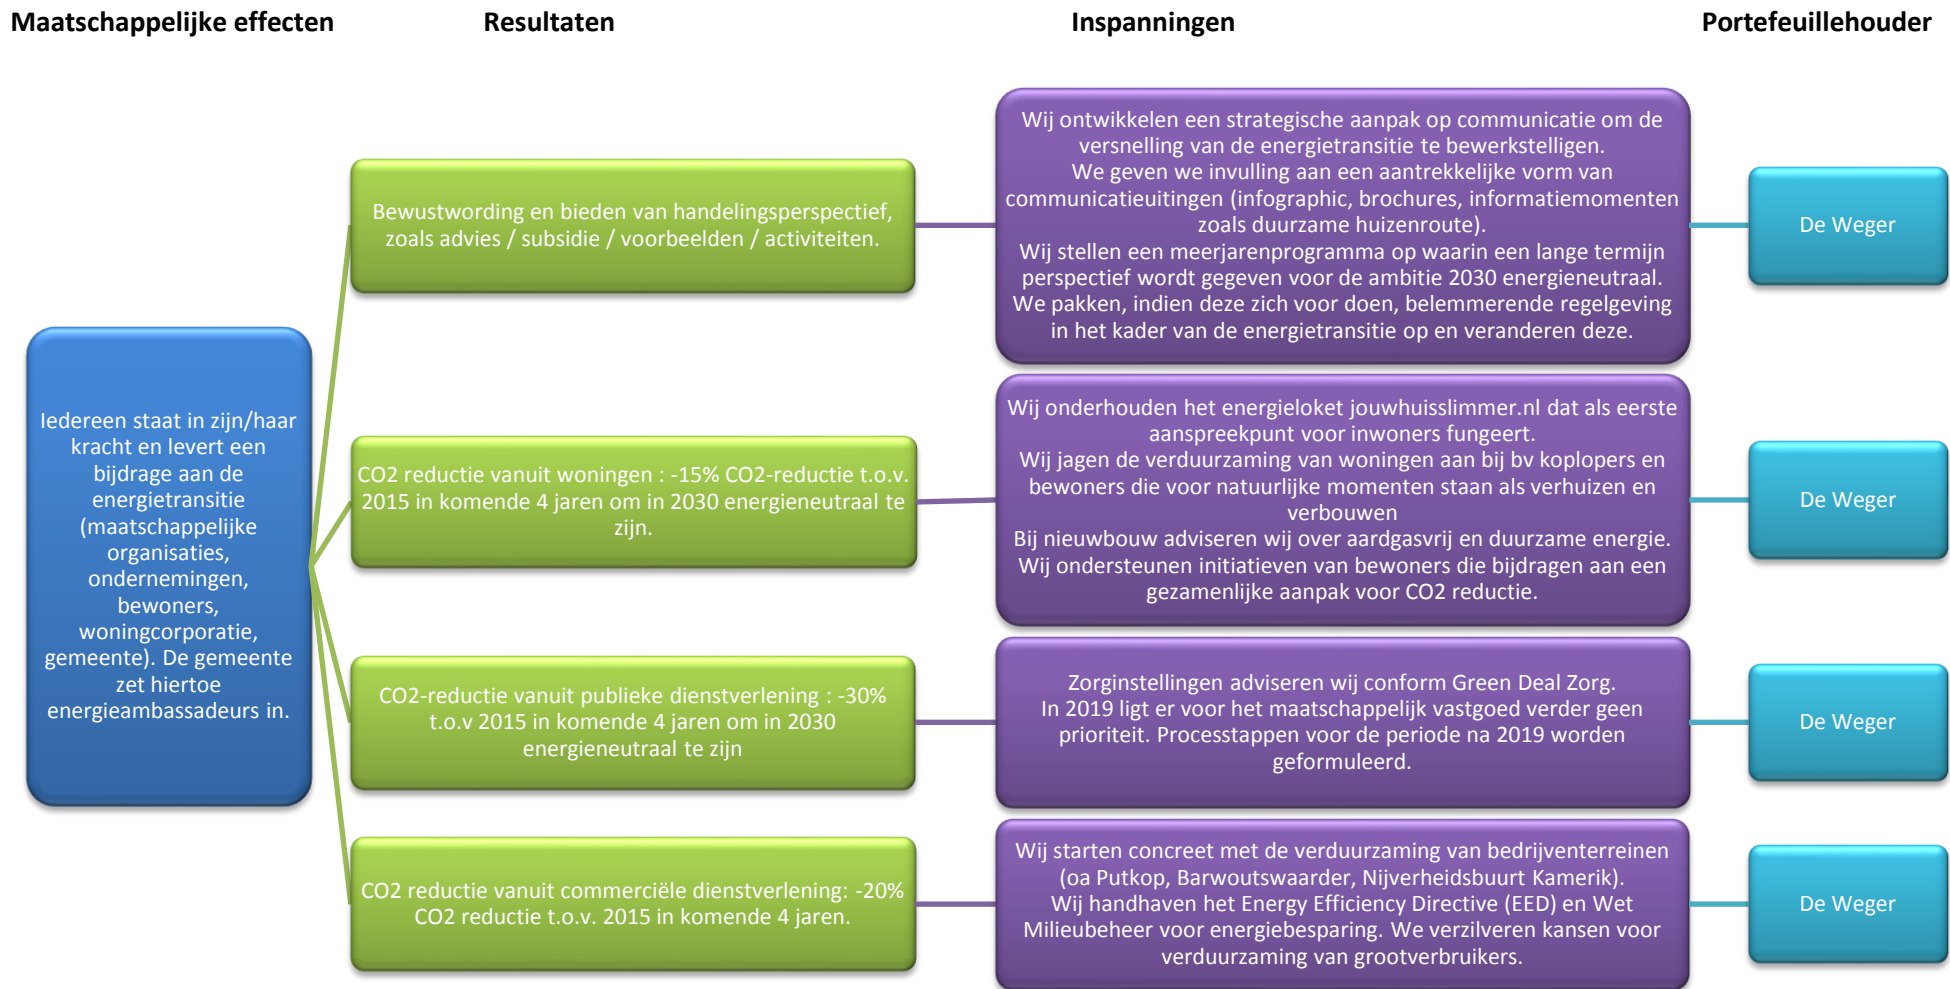 Maatschappelijke effecten
Resultaten
Inspanningen
Portefeuillehouder
Iedereen staat in zijn/haar
kracht en levert een
bijdrage aan de
energietransitie
(maatschappelijke
organisaties,
ondernemingen,
bewoners,
woningcorporatie,
gemeente). De gemeente
zet hiertoe
energieambassadeurs in.
Bewustwording en bieden van handelingsperspectief,
zoals advies / subsidie / voorbeelden / activiteiten.
Wij ontwikkelen een strategische aanpak op communicatie om de
versnelling van de energietransitie te bewerkstelligen.
We geven we invulling aan een aantrekkelijke vorm van
communicatieuitingen (infographic, brochures, informatiemomenten
zoals duurzame huizenroute).
Wij stellen een meerjarenprogramma op waarin een lange termijn
perspectief wordt gegeven voor de ambitie 2030 energieneutraal.
We pakken, indien deze zich voor doen, belemmerende regelgeving
in het kader van de energietransitie op en veranderen deze.
De Weger
CO2 reductie vanuit woningen : -15% CO2-reductie t.o.v.
2015 in komende 4 jaren om in 2030 energieneutraal te
zijn.
Wij onderhouden het energieloket jouwhuisslimmer.nl dat als eerste
aanspreekpunt voor inwoners fungeert.
Wij jagen de verduurzaming van woningen aan bij bv koplopers en
bewoners die voor natuurlijke momenten staan als verhuizen en
verbouwen
Bij nieuwbouw adviseren wij over aardgasvrij en duurzame energie.
Wij ondersteunen initiatieven van bewoners die bijdragen aan een
gezamenlijke aanpak voor CO2 reductie.
De Weger
CO2-reductie vanuit publieke dienstverlening : -30%
t.o.v 2015 in komende 4 jaren om in 2030
energieneutraal te zijn
Zorginstellingen adviseren wij conform Green Deal Zorg.
In 2019 ligt er voor het maatschappelijk vastgoed verder geen
prioriteit. Processtappen voor de periode na 2019 worden
geformuleerd.
De Weger
CO2 reductie vanuit commerciële dienstverlening: -20%
CO2 reductie t.o.v. 2015 in komende 4 jaren.
Wij starten concreet met de verduurzaming van bedrijventerreinen
(oa Putkop, Barwoutswaarder, Nijverheidsbuurt Kamerik).
Wij handhaven het Energy Efficiency Directive (EED) en Wet
Milieubeheer voor energiebesparing. We verzilveren kansen voor
verduurzaming van grootverbruikers.
De Weger